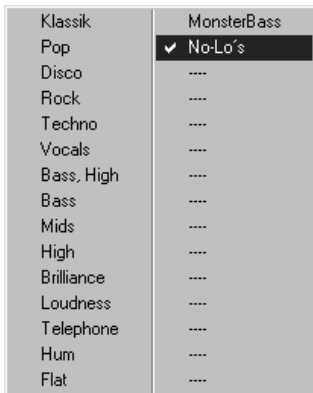 Klassik
Pop
Disco
Rock
Techno
Vocals
Bass, High
Bass
Mids
High
Brilliance
Loudness
Telephone
Hum
Flat
MonsterBass
No-Lo´s
----
----
----
----
----
----
----
----
----
----
----
----
----